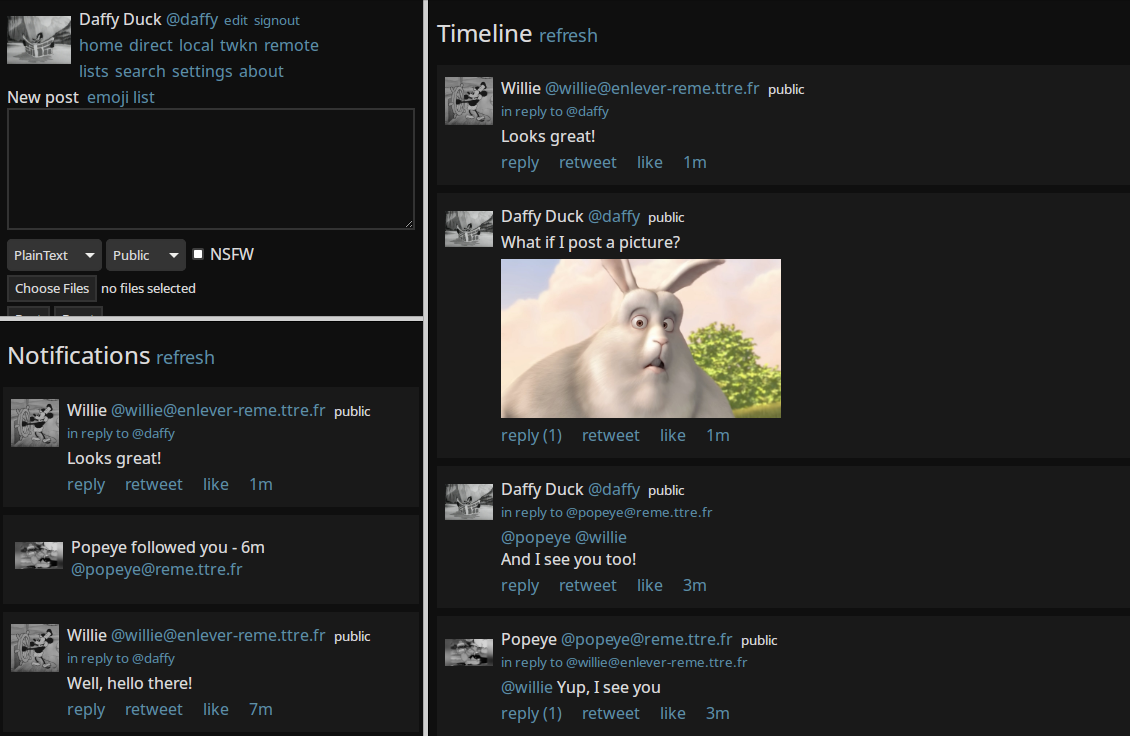 Daffy Duck @daffy edit signout
home direct local twkn remote
lists search settings about
New post emoji list
PlainText Public NSFW
Choose Files no files selected
Notifications refresh
Willie @willie@enlever-reme.ttre.fr public
in reply to @daffy
Looks great!
reply retweet like 1m
Popeye followed you - 6m
@popeye@reme.ttre.fr
Willie @willie@enlever-reme.ttre.fr public
in reply to @daffy
Well, hello there!
reply retweet like 7m
Timeline refresh
Willie @willie@enlever-reme.ttre.fr public
in reply to @daffy
Looks great!
reply retweet like 1m
Daffy Duck @daffy public
What if I post a picture?
reply (1) retweet like 1m
Daffy Duck @daffy public
in reply to @popeye@reme.ttre.fr
@popeye @willie
And I see you too!
reply retweet like 3m
Popeye @popeye@reme.ttre.fr public
in reply to @willie@enlever-reme.ttre.fr
@willie Yup, I see you
reply (1) retweet like 3m